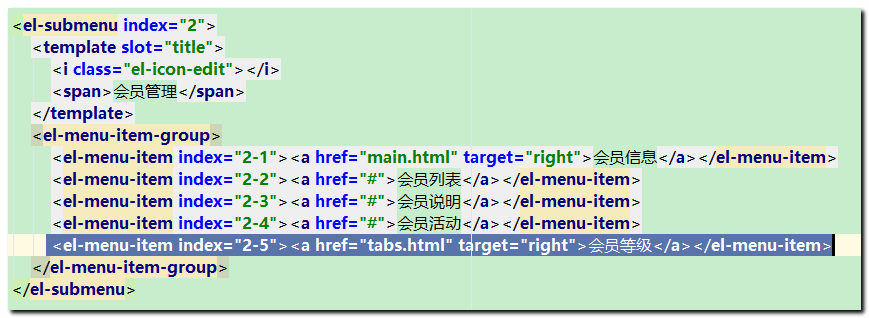 <el-submenu index="2">
<template slot="title">
<i class="el-icon-edit"></i>
<span>会员管理</span>
</template>
<el-menu-item-group>
<el-menu-item index="2-1"><a href="main.html" target="right">会员信息</a></el-menu-item>
<el-menu-item index="2-2"><a href="#">会员列表</a></el-menu-item>
<el-menu-item index="2-3"><a href="#">会员说明</a></el-menu-item>
<el-menu-item index="2-4"><a href="#">会员活动</a></el-menu-item>
<el-menu-item index="2-5"><a href="tabs.html" target="right">会员等级</a></el-menu-item>
</el-menu-item-group>
</el-submenu>